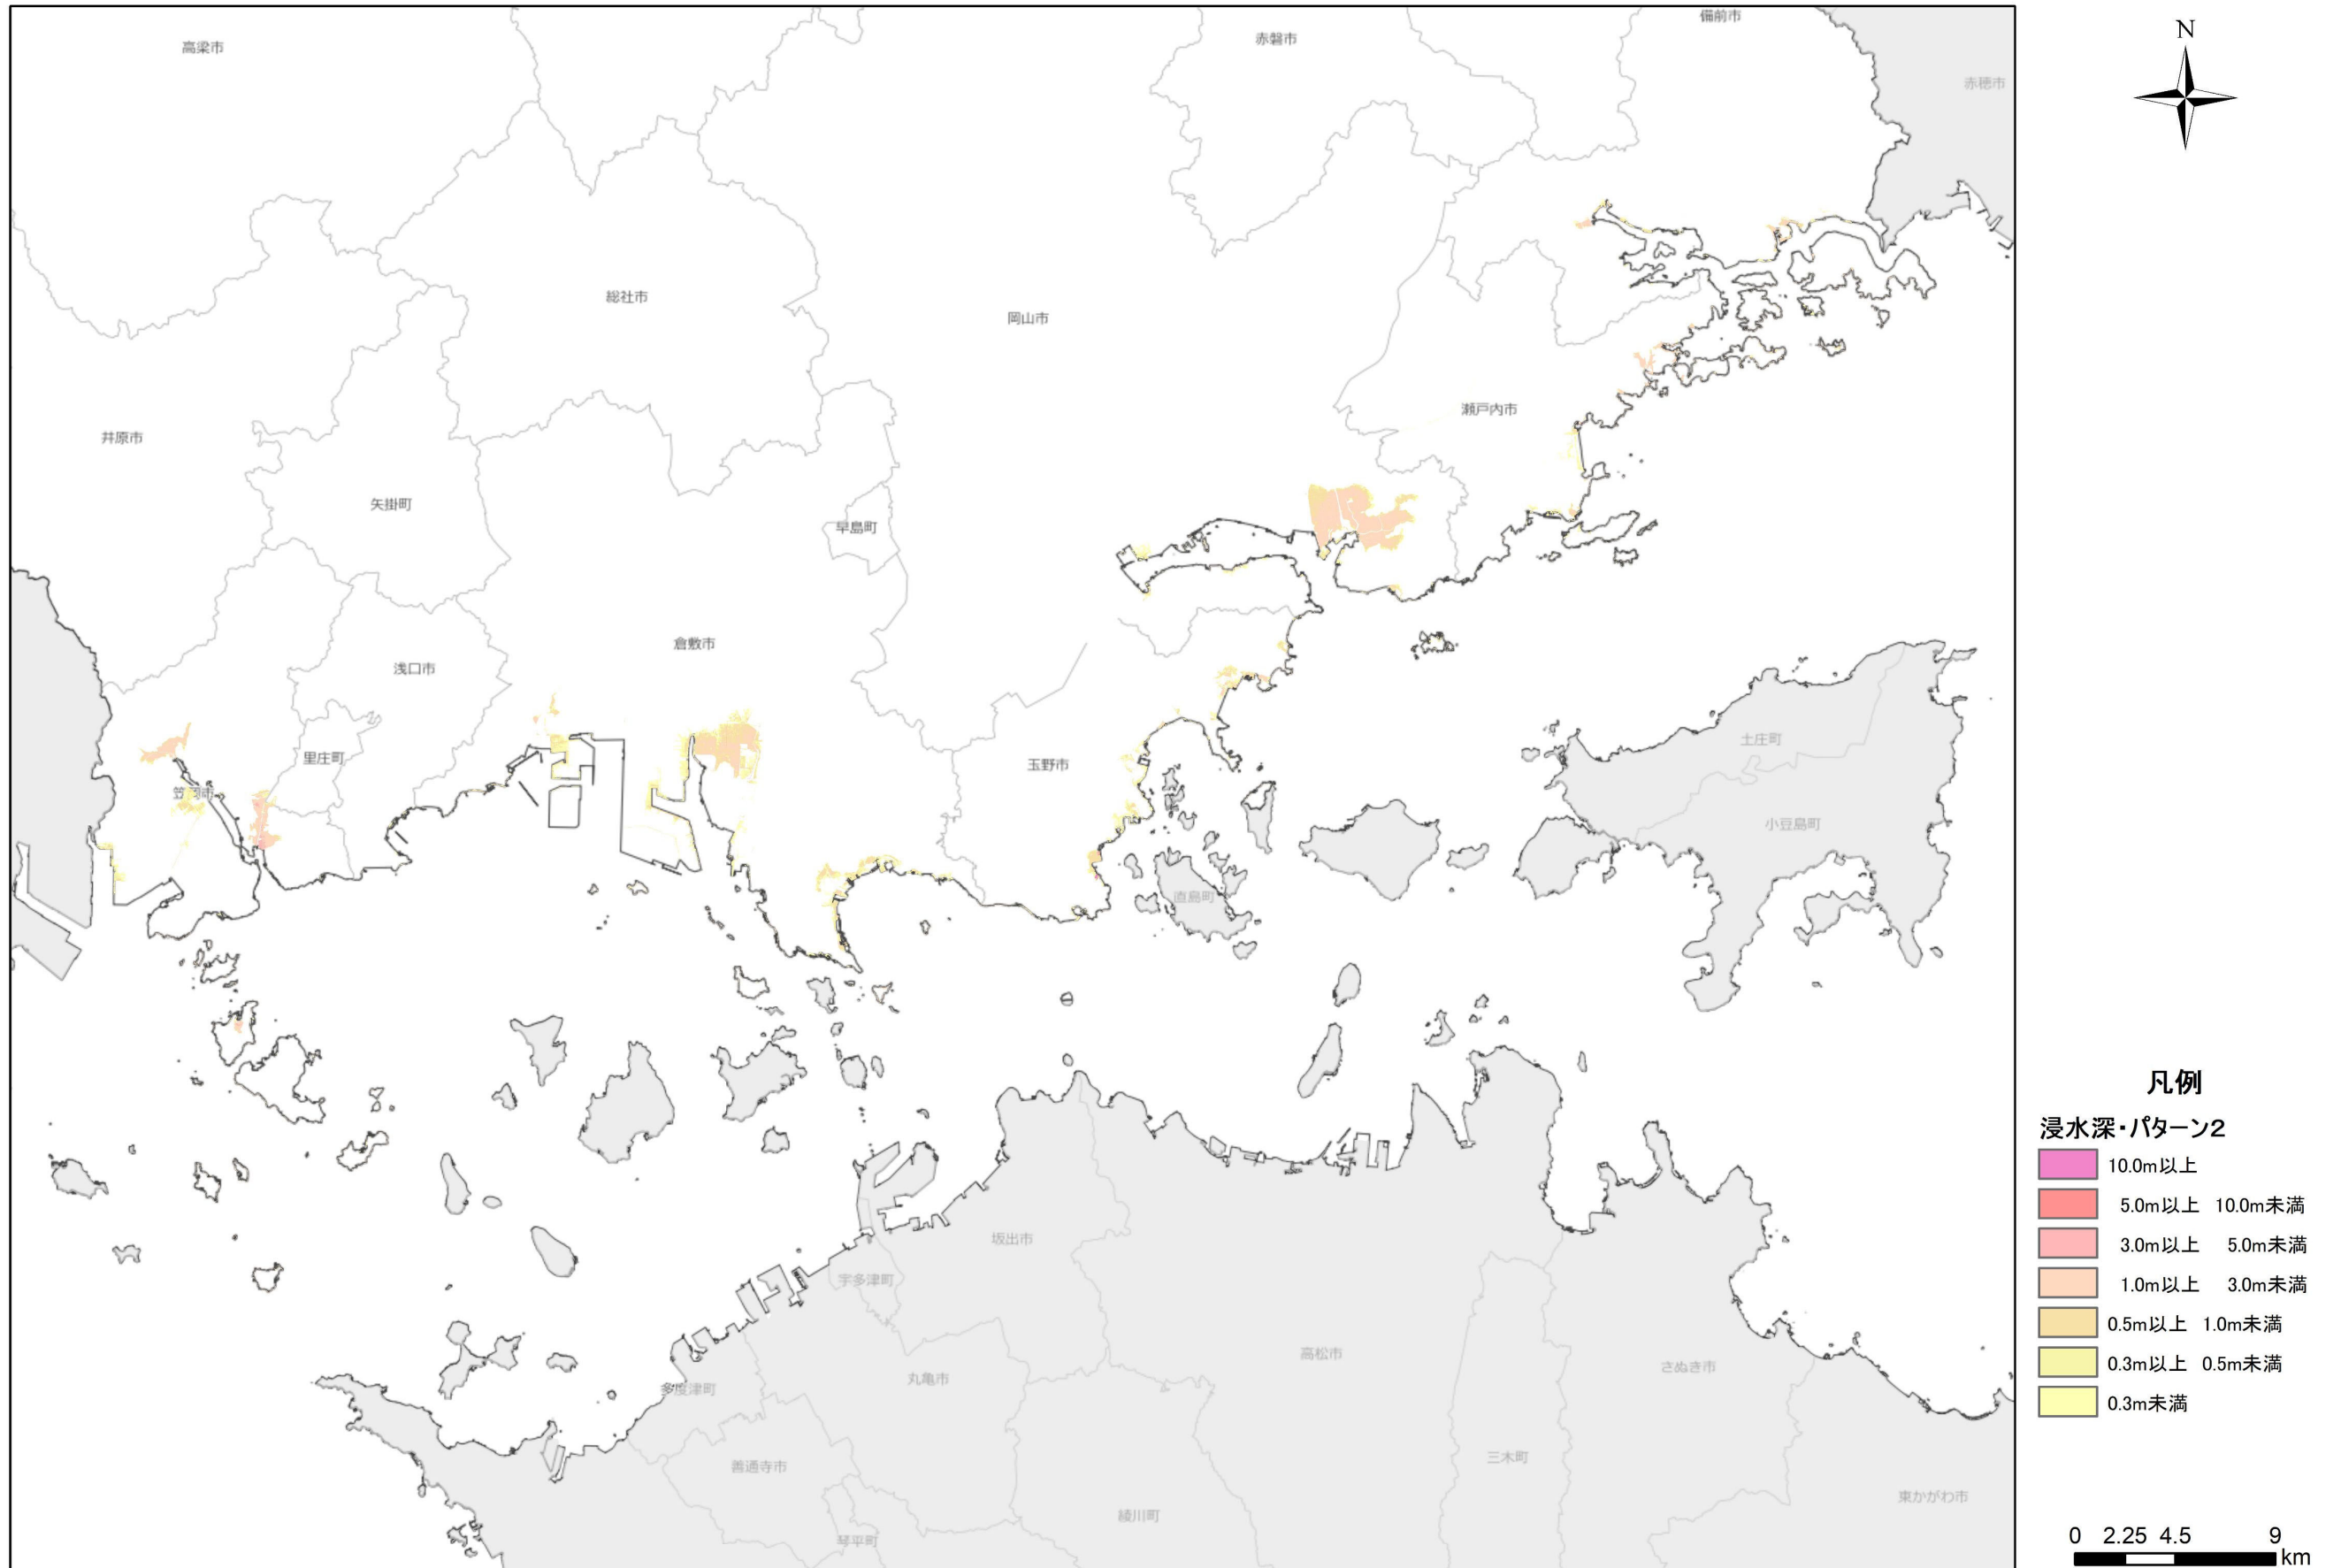 備前市
N
高梁市
赤磐市
赤穂市
総社市
岡山市
瀬戸内市
井原市
矢掛町
早島町
倉敷市
浅口市
土庄町
里庄町
玉野市
笠岡市
小豆島町
直島町
凡例
浸水深・パターン2
10.0m以上
5.0m以上 10.0m未満
3.0m以上 5.0m未満
坂出市
宇多津町
1.0m以上 3.0m未満
0.5m以上 1.0m未満
高松市
さぬき市
0.3m以上 0.5m未満
丸亀市
多度津町
0.3m未満
三木町
善通寺市
東かがわ市
綾川町
琴平町
0 2.25 4.5 9
km